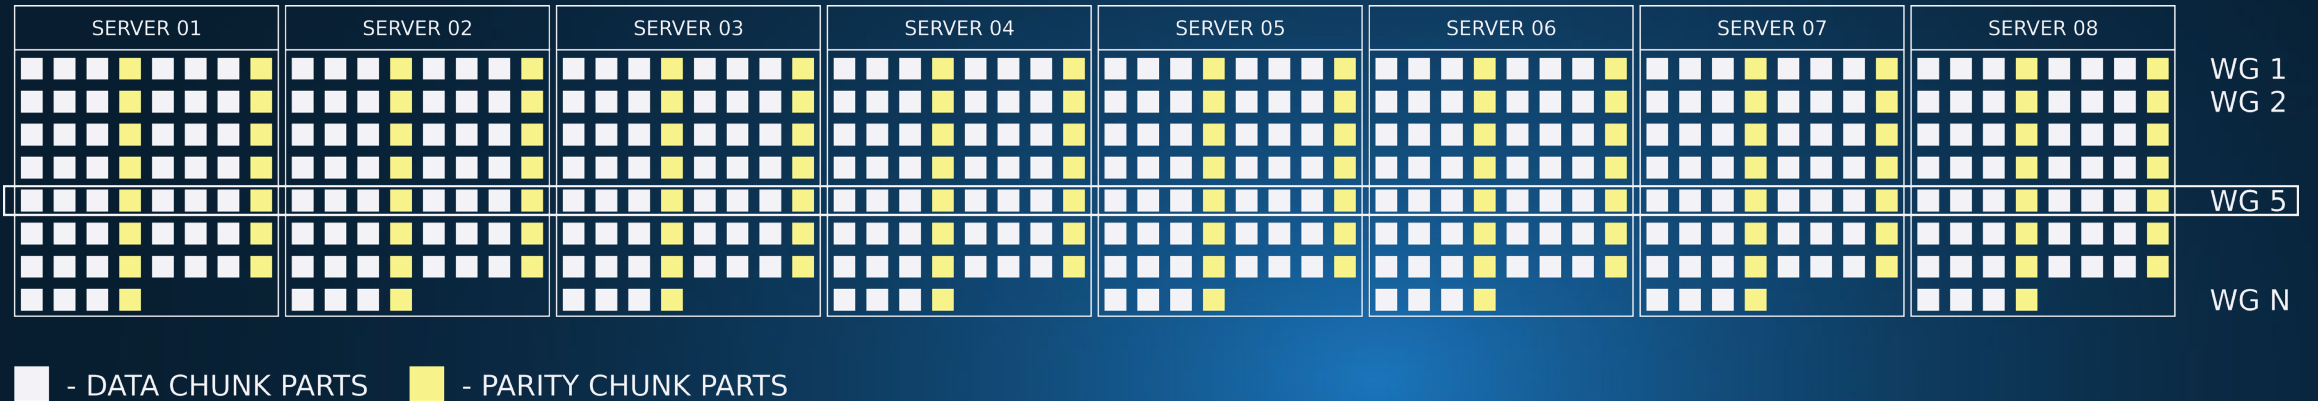 SERVER 01
SERVER 02
SERVER 03
SERVER 04
SERVER 05
SERVER 06
SERVER 07
SERVER 08
WG 1
WG 2
WG 5
WG N
- DATA CHUNK PARTS
- PARITY CHUNK PARTS